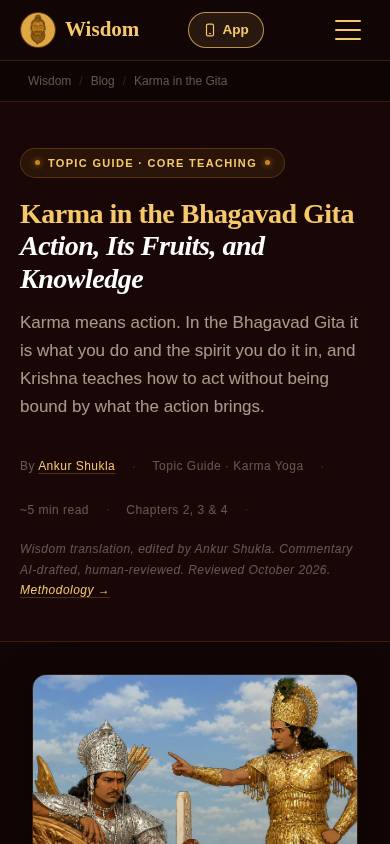 Wisdom
App
Wisdom / Blog / Karma in the Gita
TOPIC GUIDE · CORE TEACHING
Karma in the Bhagavad Gita
Action, Its Fruits, and
Knowledge
Karma means action. In the Bhagavad Gita it
is what you do and the spirit you do it in, and
Krishna teaches how to act without being
bound by what the action brings.
By Ankur Shukla · Topic Guide · Karma Yoga ·
~5 min read · Chapters 2, 3 & 4 ·
Wisdom translation, edited by Ankur Shukla. Commentary
AI-drafted, human-reviewed. Reviewed October 2026.
Methodology →